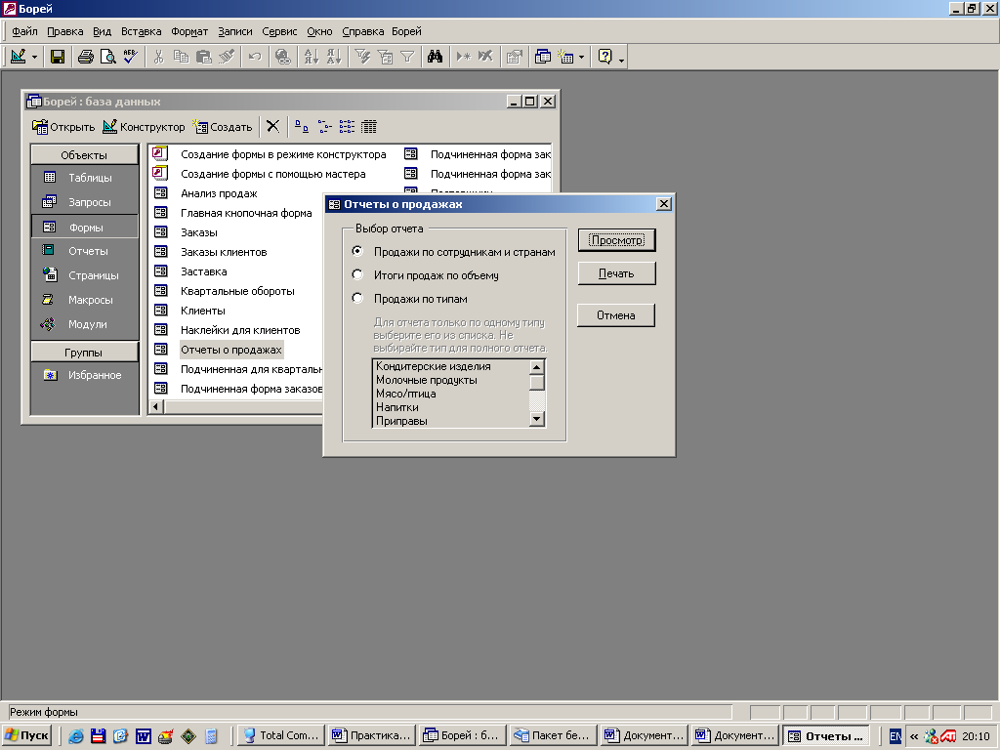 Борей
Файл Правка Вид Вставка Формат Записи Сервис Окно Справка Борей
Борей : база данных
Открыть Конструктор Создать
Объекты
Таблицы
Запросы
Формы
Отчеты
Страницы
Макросы
Модули
Группы
Избранное
Создание формы в режиме конструктора
Создание формы с помощью мастера
Анализ продаж
Главная кнопочная форма
Заказы
Заказы клиентов
Заставка
Квартальные обороты
Клиенты
Наклейки для клиентов
Отчеты о продажах
Подчиненная для кварталь
Подчиненная форма заказов
Подчиненная форма зак
Подчиненная форма зак
Отчеты о продажах
Выбор отчета
Продажи по сотрудникам и странам
Итоги продаж по объему
Продажи по типам
Для отчета только по одному типу
выберите его из списка. Не
выбирайте тип для полного отчета.
Кондитерские изделия
Молочные продукты
Мясо/птица
Напитки
Приправы
Просмотр
Печать
Отмена
Режим формы
Пуск Total Com... Практика... Борей : б... Пакет бе... Документ... Документ... Отчеты ... EN « 20:10